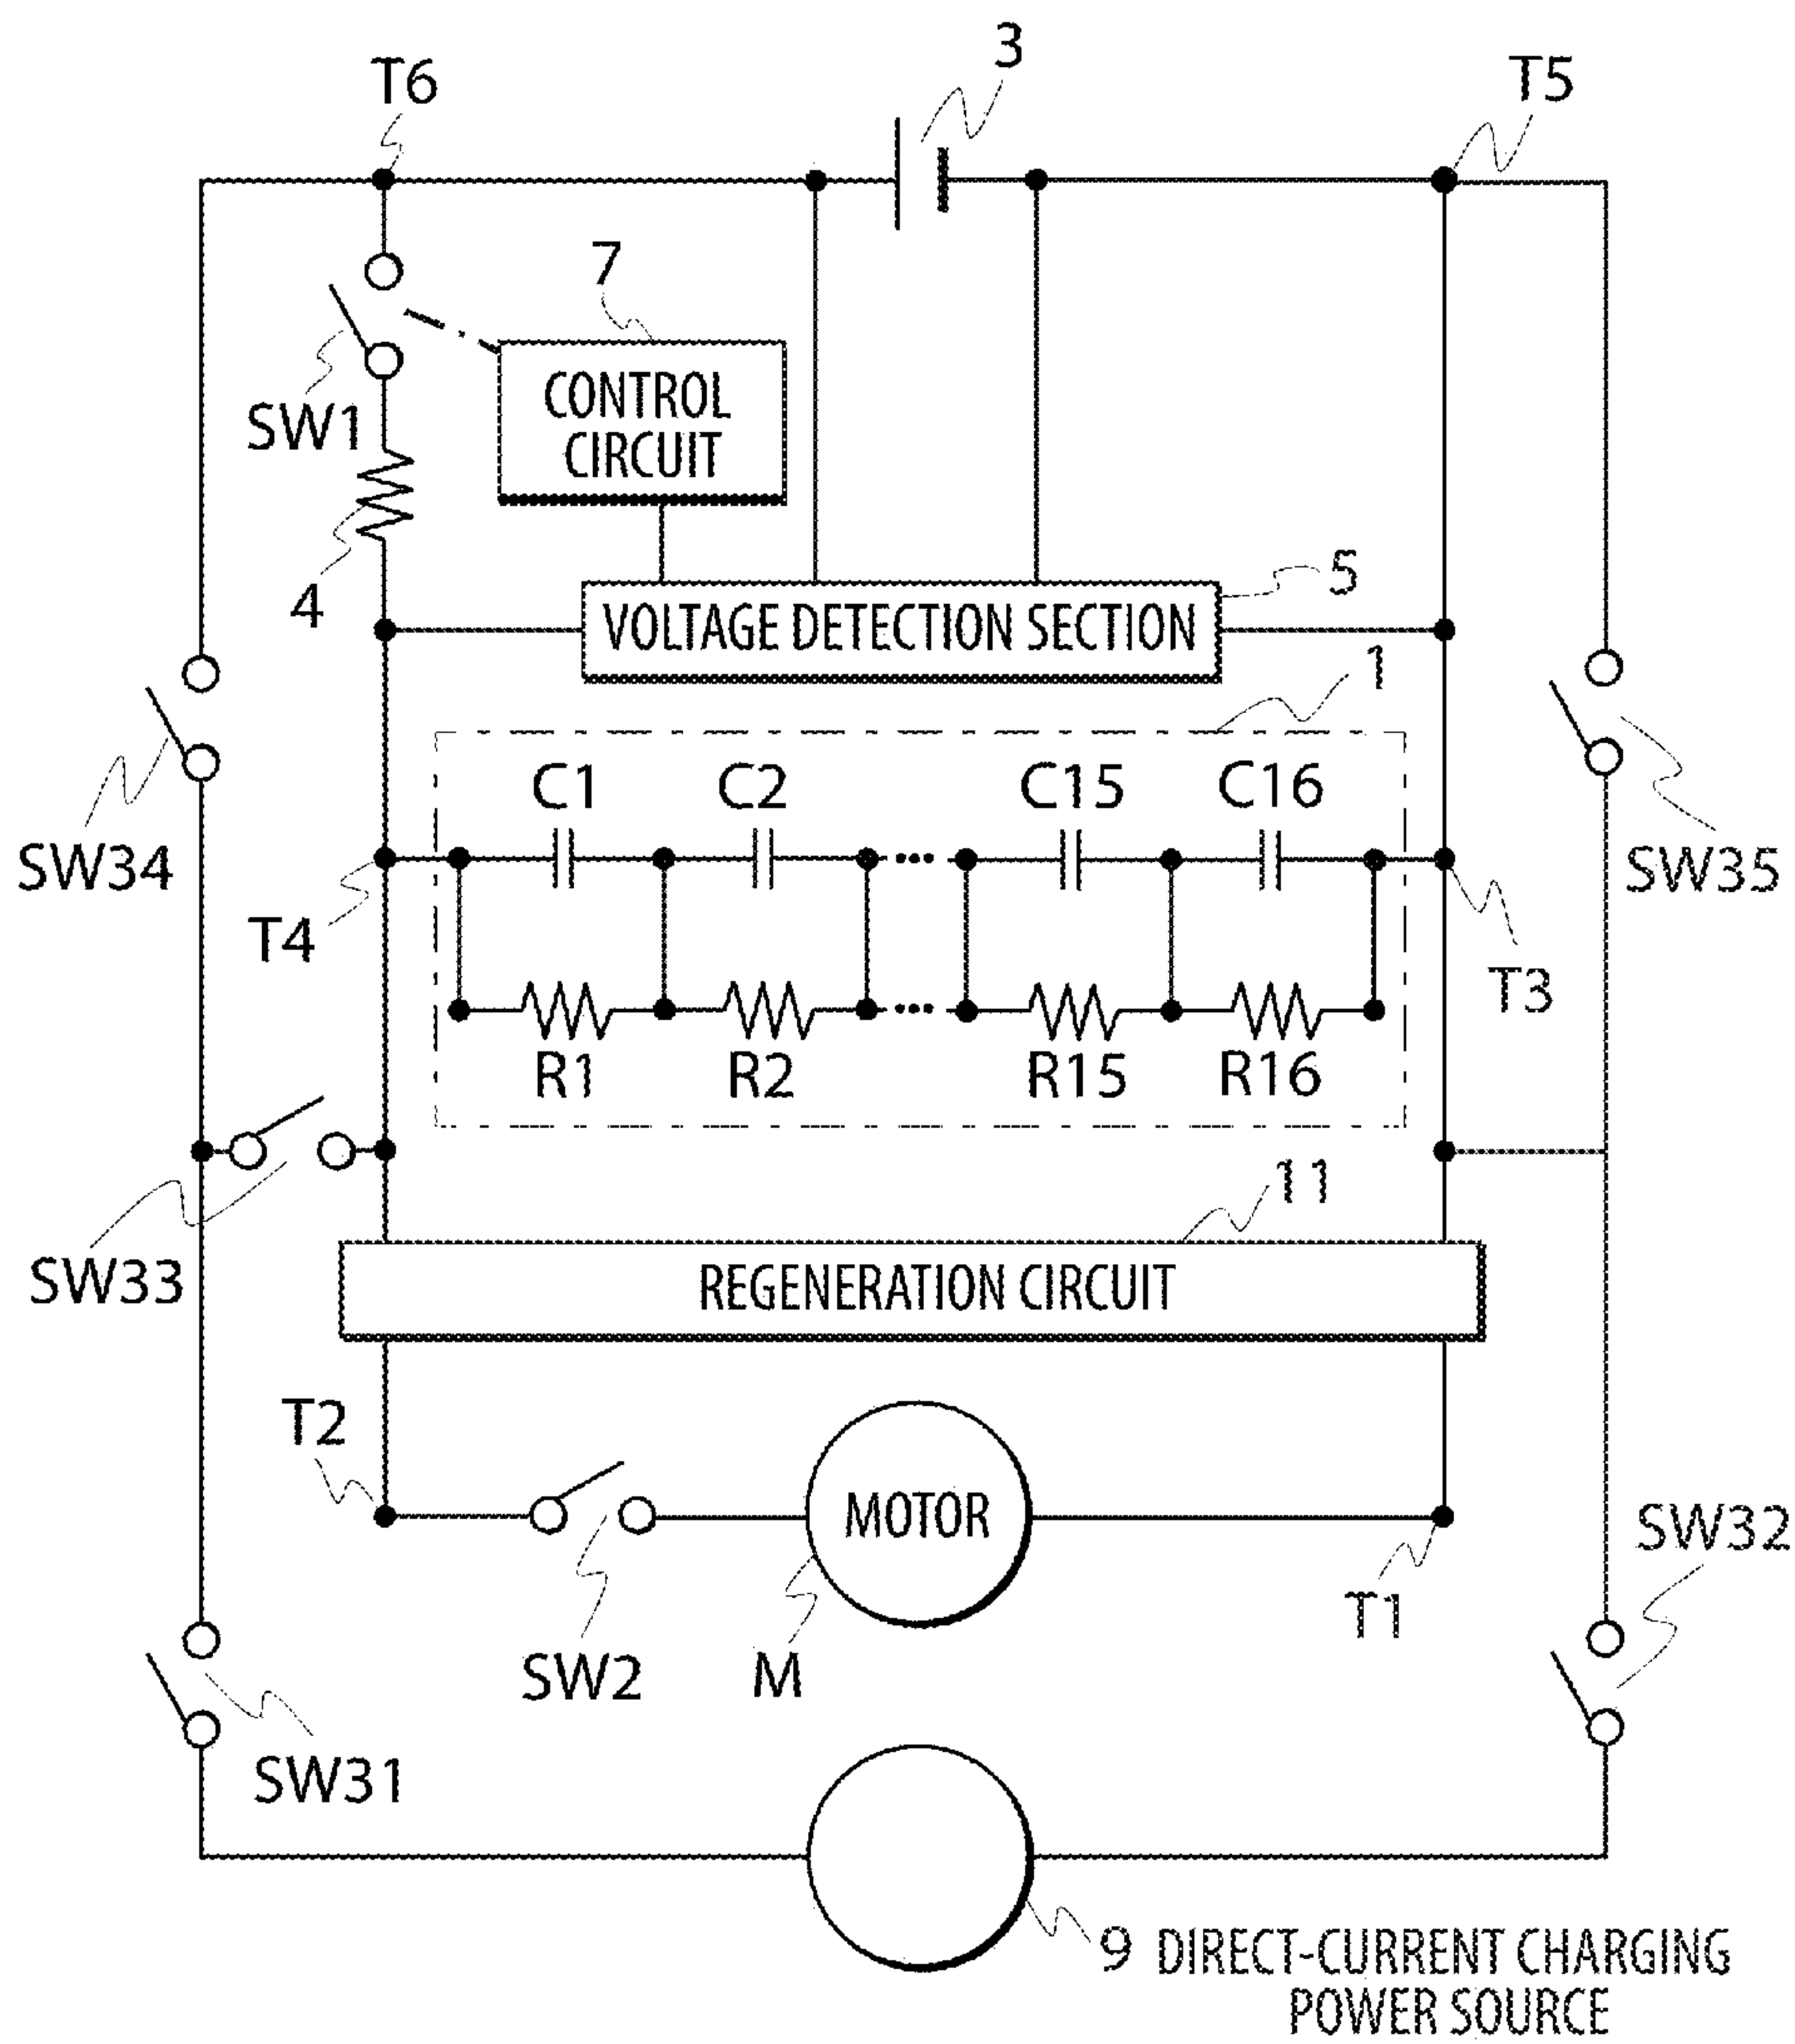 3
T6
T5
7
CONTROL
CIRCUIT
SW1
4
5
VOLTAGE DETECTION SECTION
1
C1
C2
C15
C16
SW34
SW35
T4
T3
R1
R2
R15
R16
11
SW33
REGENERATION CIRCUIT
T2
MOTOR
SW32
T1
SW2
M
SW31
9 DIRECT-CURRENT CHARGING
POWER SOURCE